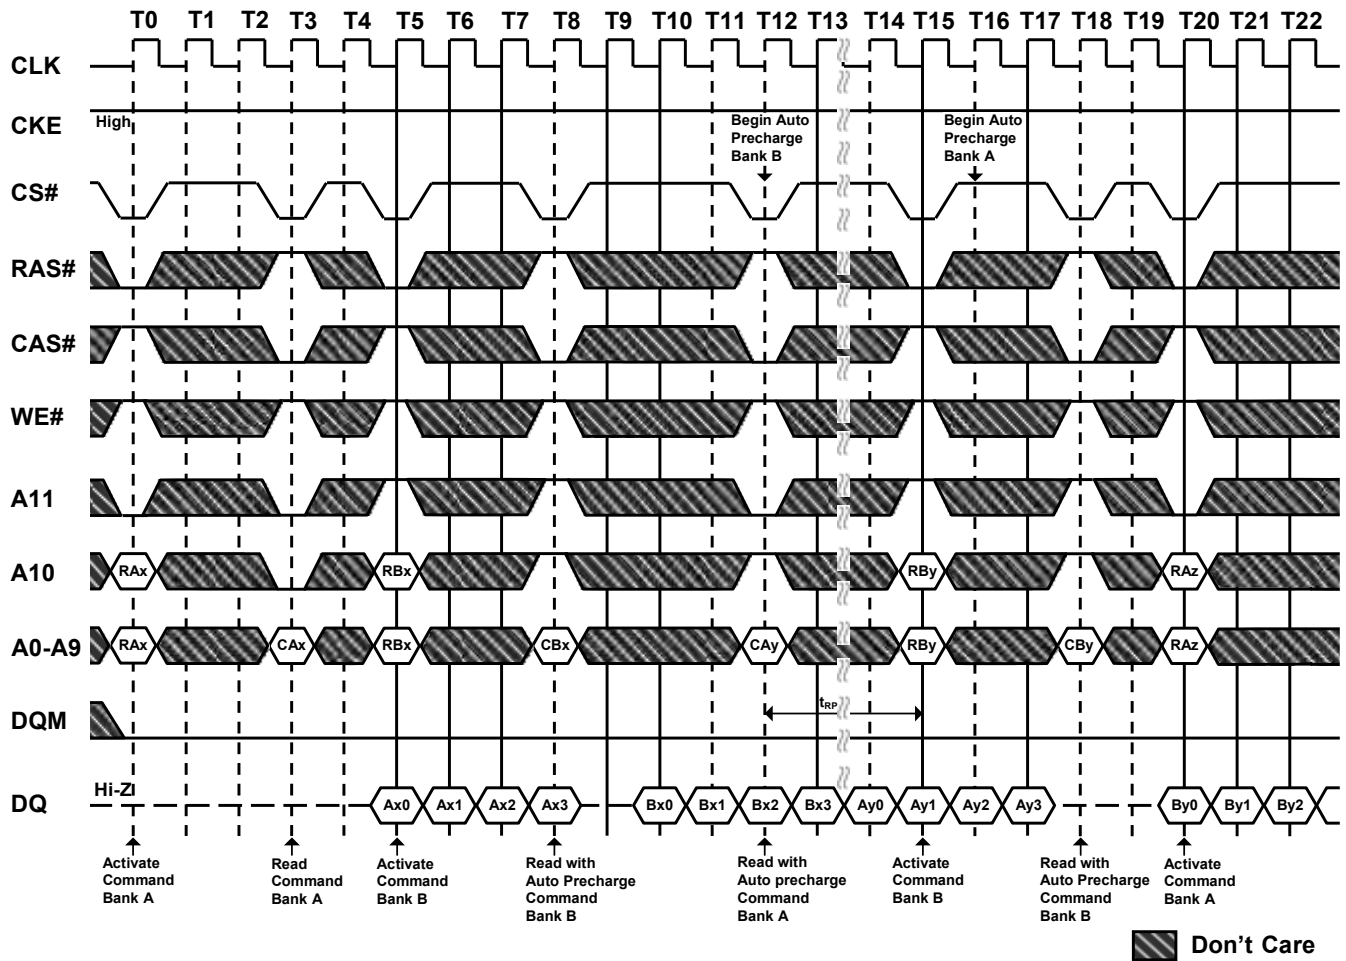 T0 T1 T2 T3 T4 T5 T6 T7 T8 T9 T10 T11 T12 T13 T14 T15 T16 T17 T18 T19 T20 T21 T22
CLK
CKE
High
Begin Auto
Precharge
Bank B
Begin Auto
Precharge
Bank A
CS#
RAS#
CAS#
WE#
A11
A10
RAx RBx RBy RAz
A0-A9
RAx CAx RBx CBx CAy RBy CBy RAz
DQM
tRP
DQ
Hi-Z
Ax0 Ax1 Ax2 Ax3 Bx0 Bx1 Bx2 Bx3 Ay0 Ay1 Ay2 Ay3 By0 By1 By2
Activate
Command
Bank A
Read
Command
Bank A
Activate
Command
Bank B
Read with
Auto Precharge
Command
Bank B
Read with
Auto precharge
Command
Bank A
Activate
Command
Bank B
Read with
Auto Precharge
Command
Bank B
Activate
Command
Bank A
Don't Care